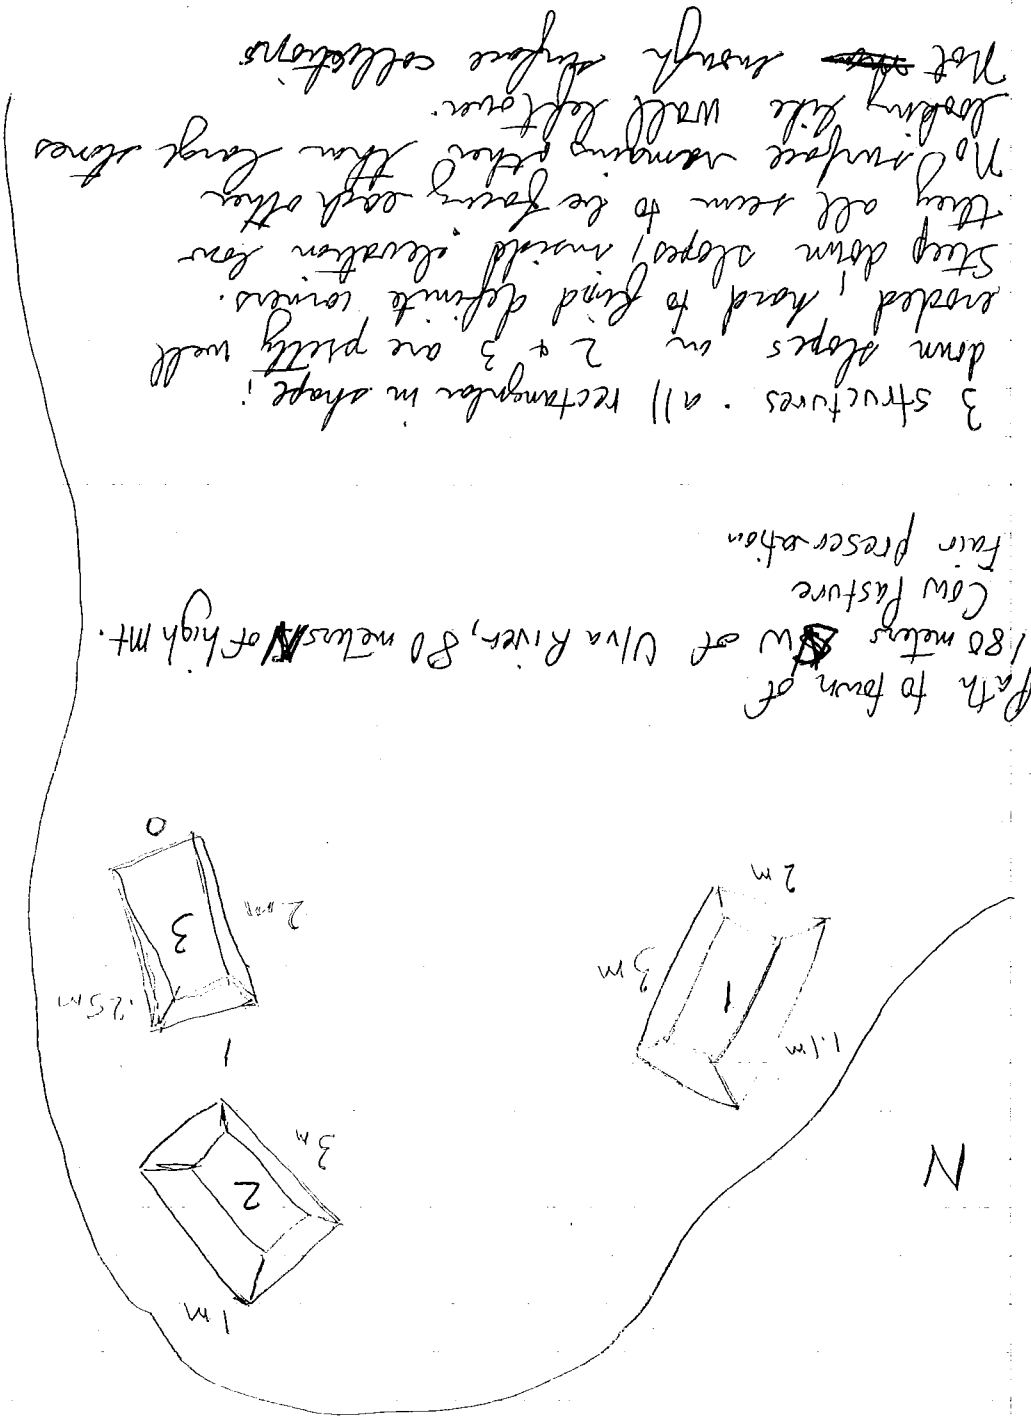 N
1 m
2
3 m
1
1.1 m
1
3 m
2 m
.25 m
3
2 m
0
Path to town of
180 meters W of Ulva River, 80 meters N of high Mt.
Cow Pasture
Fair preservation
3 structures · all rectangular in shape;
down slopes on 2 & 3 are pretty well
eroded, hard to find definite corners.
Steep down slopes, inside elevation low
they all seem to be facing each other
No surface remains other than large stones
looking like wall leftover.
Not enough surface collections